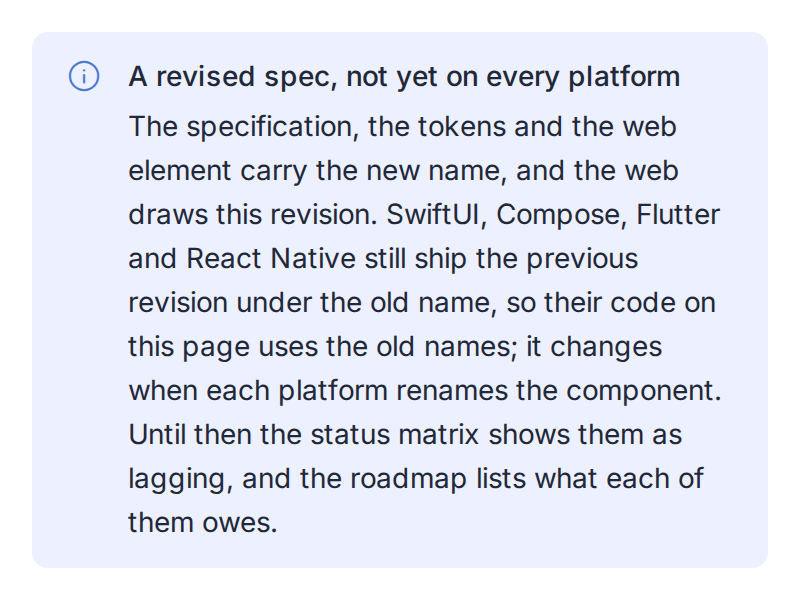 A revised spec, not yet on every platform
The specification, the tokens and the web
element carry the new name, and the web
draws this revision. SwiftUI, Compose, Flutter
and React Native still ship the previous
revision under the old name, so their code on
this page uses the old names; it changes
when each platform renames the component.
Until then the status matrix shows them as
lagging, and the roadmap lists what each of
them owes.